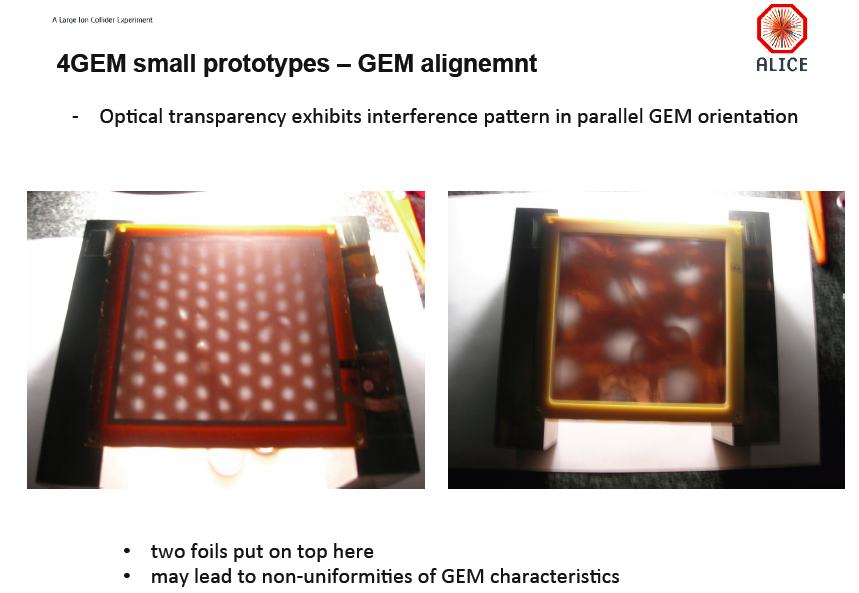 A Large Ion Collider Experiment
ALICE
4GEM small prototypes – GEM alignemnt
- Optical transparency exhibits interference pattern in parallel GEM orientation
• two foils put on top here
• may lead to non-uniformities of GEM characteristics